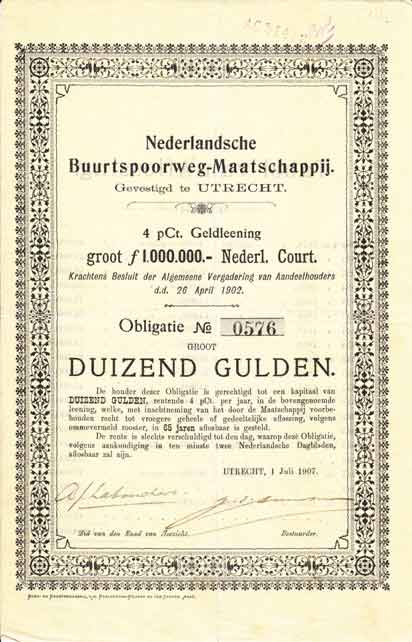 Nederlandsche
Buurtspoorweg-Maatschappij.
Gevestigd te UTRECHT.
4 pCt. Geldleening
groot f 1.000.000.- Nederl. Court.
Krachtens Besluit der Algemeene Vergadering van Aandeelhouders
d.d. 26 April 1902.
Obligatie № 0576
GROOT
DUIZEND GULDEN.
De houder dezer Obligatie is gerechtigd tot een kapitaal van
DUIZEND GULDEN, rentende 4 pCt. per jaar, in de bovengenoemde
leening, welke, met inachtneming van het door de Maatschappij voorbe-
houden recht tot vroegere geheele of gedeeltelijke aflossing, volgens
ommevermeld rooster, in 65 jaren aflosbaar is gesteld.
De rente is slechts verschuldigd tot den dag, waarop deze Obligatie,
volgens aankondiging in ten minste twee Nederlandsche Dagbladen,
aflosbaar zal zijn.
UTRECHT, 1 Juli 1907.
Lid van den Raad van Toezicht.
Bestuurder.